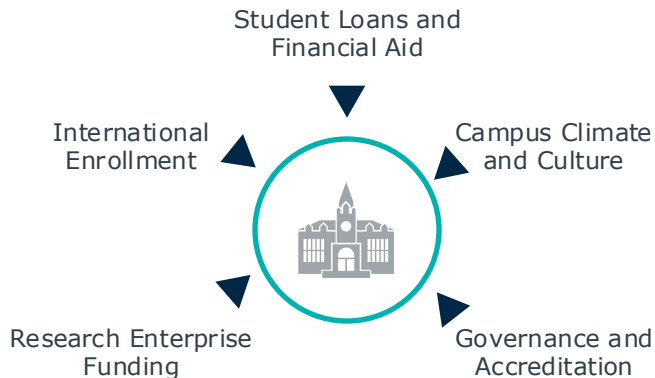 Student Loans and
Financial Aid
International
Enrollment
Campus Climate
and Culture
Research Enterprise
Funding
Governance and
Accreditation